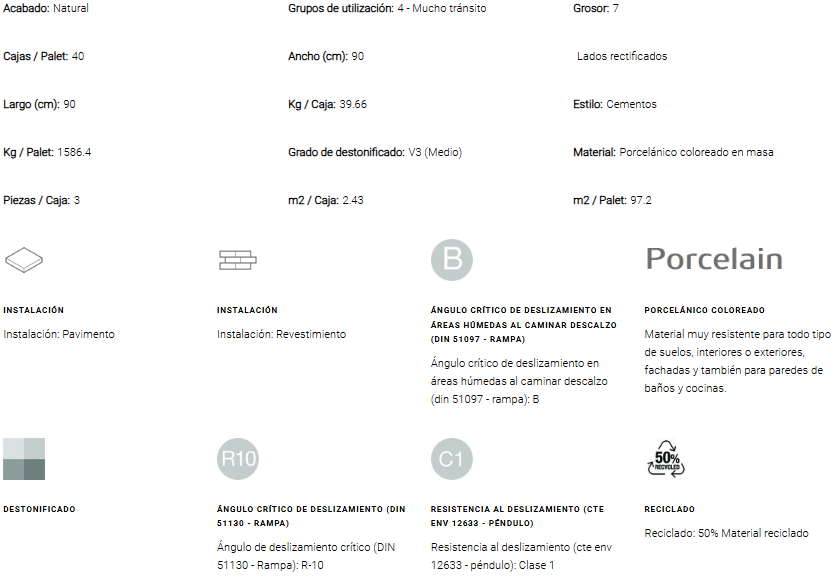 Acabado: Natural
Grupos de utilización: 4 - Mucho tránsito
Grosor: 7
Cajas / Palet: 40
Ancho (cm): 90
Lados rectificados
Largo (cm): 90
Kg / Caja: 39.66
Estilo: Cementos
Kg / Palet: 1586.4
Grado de destonificado: V3 (Medio)
Material: Porcelánico coloreado en masa
Piezas / Caja: 3
m2 / Caja: 2.43
m2 / Palet: 97.2
INSTALACIÓN
Instalación: Pavimento
INSTALACIÓN
Instalación: Revestimiento
B
ÁNGULO CRÍTICO DE DESLIZAMIENTO EN
ÁREAS HÚMEDAS AL CAMINAR DESCALZO
(DIN 51097 - RAMPA)
Ángulo crítico de deslizamiento en
áreas húmedas al caminar descalzo
(din 51097 - rampa): B
Porcelain
PORCELÁNICO COLOREADO
Material muy resistente para todo tipo
de suelos, interiores o exteriores,
fachadas y también para paredes de
baños y cocinas.
DESTONIFICADO
R10
ÁNGULO CRÍTICO DE DESLIZAMIENTO (DIN
51130 - RAMPA)
Ángulo de deslizamiento crítico (DIN
51130 - Rampa): R-10
C1
RESISTENCIA AL DESLIZAMIENTO (CTE
ENV 12633 - PÉNDULO)
Resistencia al deslizamiento (cte env
12633 - péndulo): Clase 1
50%
RECYCLED
RECICLADO
Reciclado: 50% Material reciclado